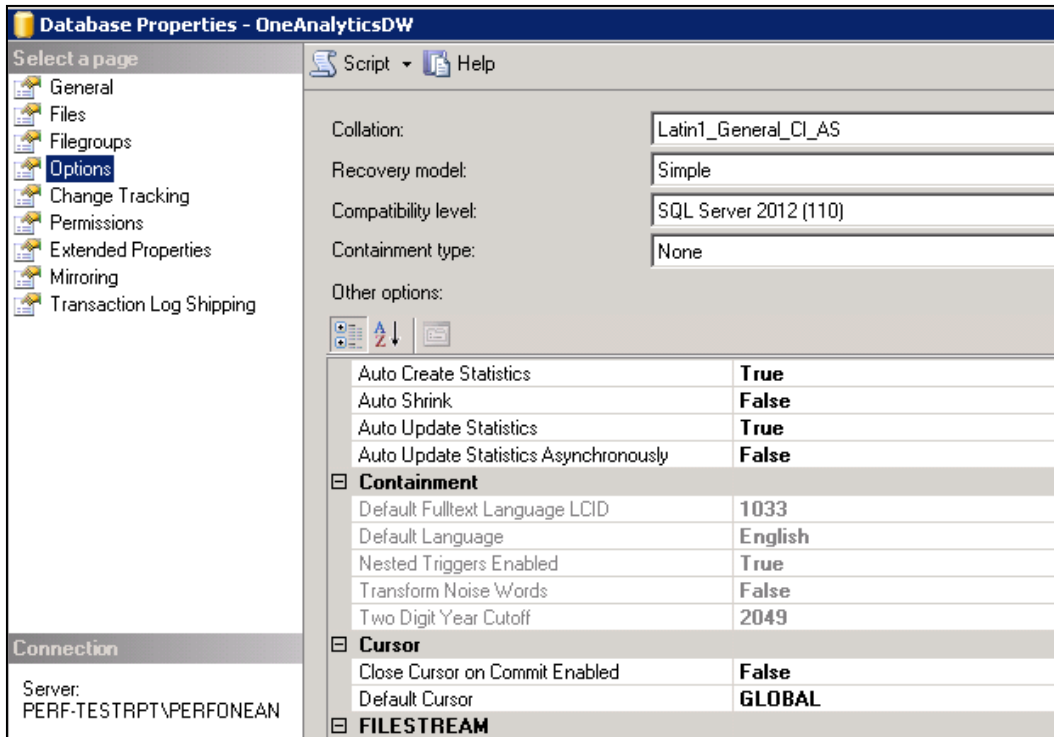 Database Properties - OneAnalyticsDW
Select a page
General
Files
Filegroups
Options
Change Tracking
Permissions
Extended Properties
Mirroring
Transaction Log Shipping
Connection
Server:
PERF-TESTRPT\PERFONEAN
Script Help
Collation: Latin1_General_CI_AS
Recovery model: Simple
Compatibility level: SQL Server 2012 (110)
Containment type: None
Other options:
Auto Create Statistics True
Auto Shrink False
Auto Update Statistics True
Auto Update Statistics Asynchronously False
Containment
Default Fulltext Language LCID 1033
Default Language English
Nested Triggers Enabled True
Transform Noise Words False
Two Digit Year Cutoff 2049
Cursor
Close Cursor on Commit Enabled False
Default Cursor GLOBAL
FILESTREAM